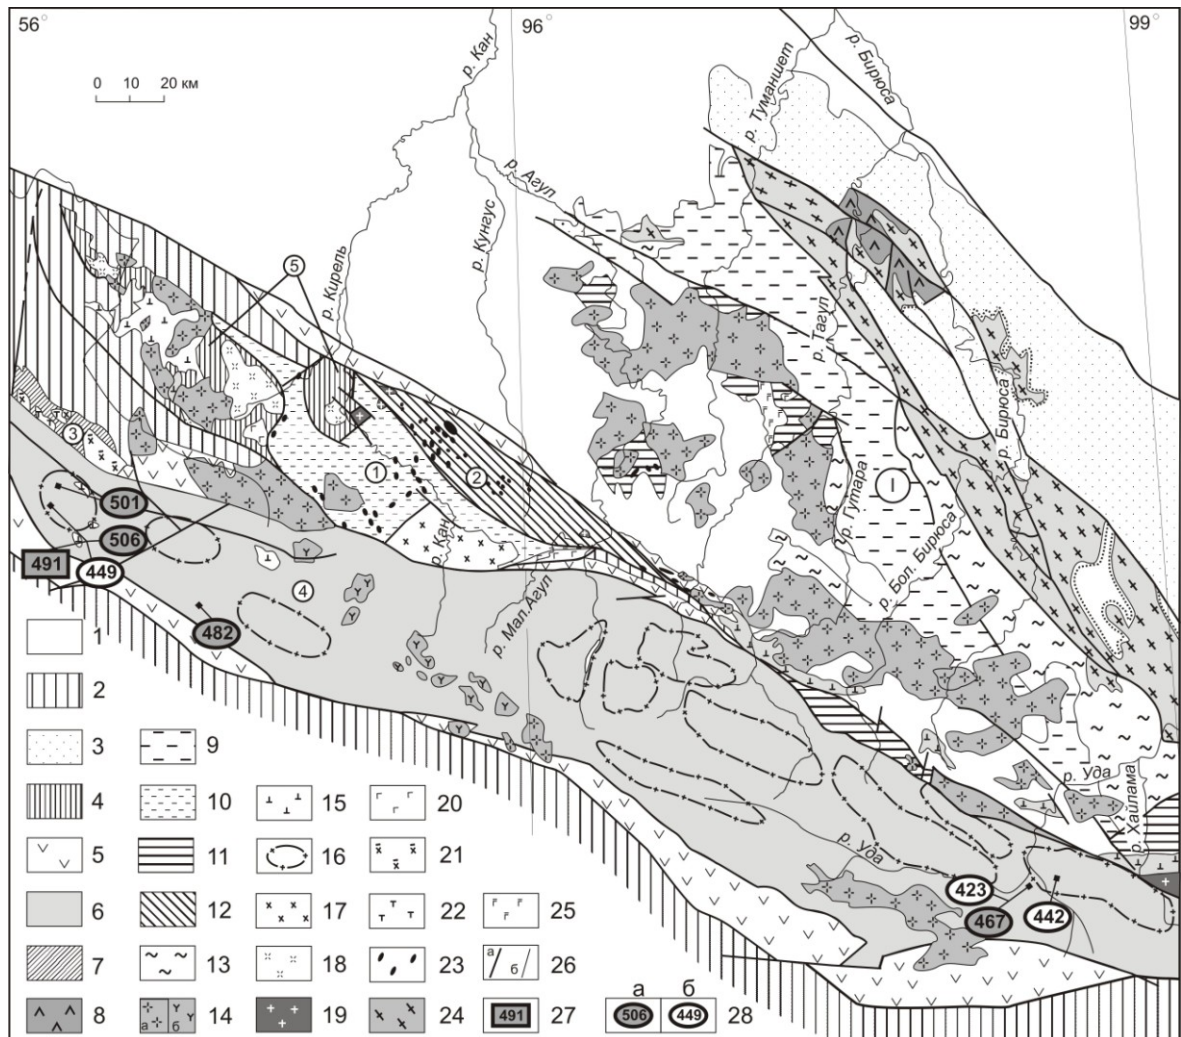 56°
96°
99°
0 10 20 км
р. Кан
р. Туманшет
р. Бирюса
р. Агул
р. Кунгус
р. Кирель
5
р. Тагул
р. Бирюса
3
1
2
I
р. Тутара
501
506
491
449
р. Кан
р. Бол. Бирюса
4
482
р. Мал.Агул
р. Уда
р. Хайлама
р. Уда
423
467
442
1
2
3
9
4
10
15
20
5
11
16
21
6
12
17
22
25
7
13
18
23
а
б
26
8
а
б
14
19
24
491
27
а
б
506
449
28